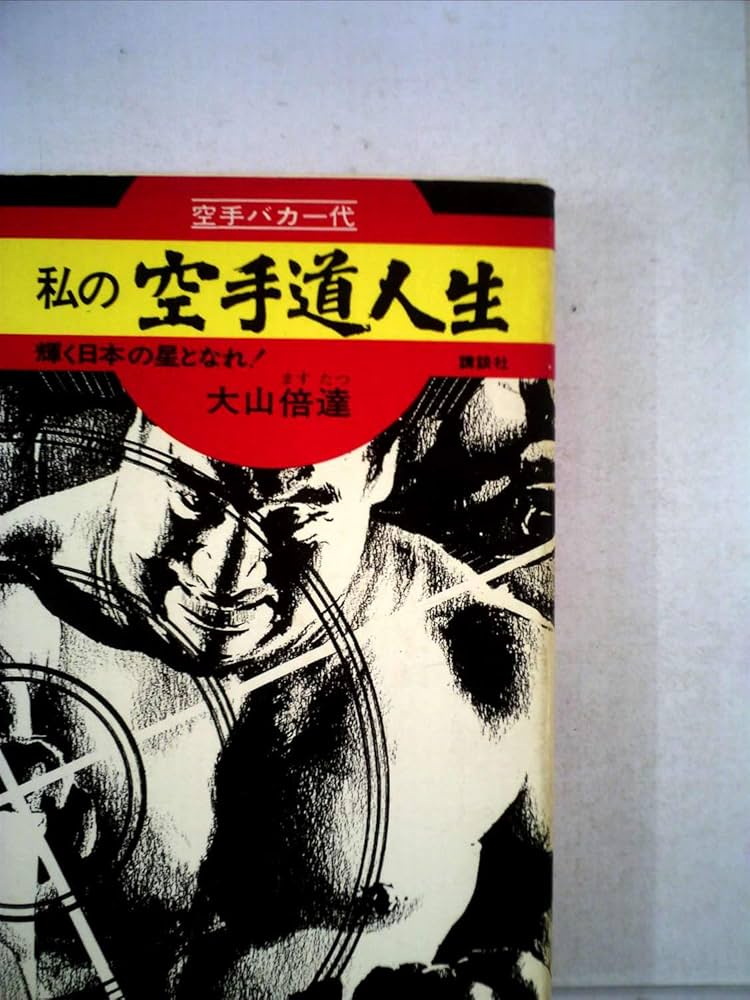 空手バカ一代
私の空手道人生
輝く日本の星となれ!
講談社
ます たつ
大山倍達